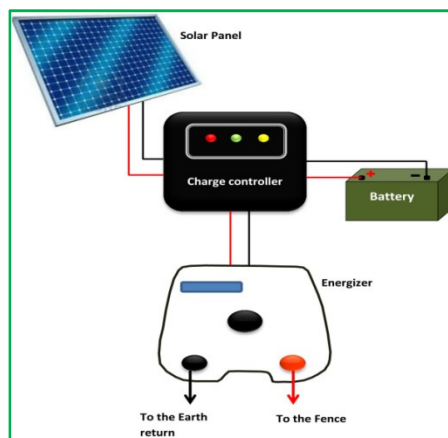 Solar Panel
Charge controller
+ -
Battery
Energizer
To the Earth
return
To the Fence